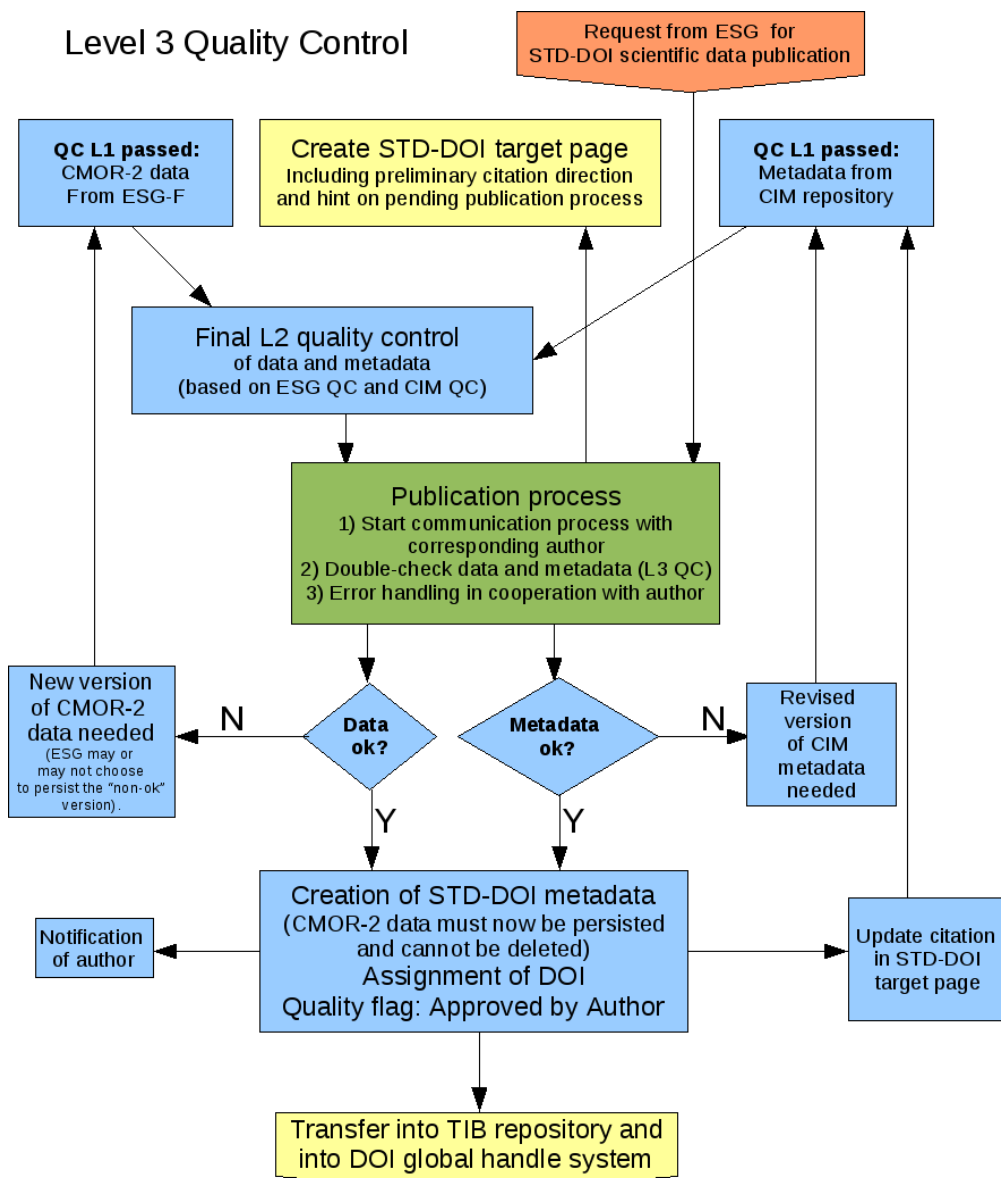 Level 3 Quality Control
Request from ESG  for
STD-DOI scientific data publication
QC L1 passed:
CMOR-2 data
From ESG-F
Create STD-DOI target page
Including preliminary citation direction
and hint on pending publication process
QC L1 passed:
Metadata from
CIM repository
Final L2 quality control
of data and metadata
(based on ESG QC and CIM QC)
Publication process
1) Start communication process with
corresponding author
2) Double-check data and metadata (L3 QC)
3) Error handling in cooperation with author
New version
of CMOR-2
data needed
(ESG may or
may not choose
to persist the “non-ok”
version).
N
Data
ok?
Metadata
ok?
N
Revised
version
of CIM
metadata
needed
Y
Y
Creation of STD-DOI metadata
(CMOR-2 data must now be persisted
and cannot be deleted)
Assignment of DOI
Quality flag: Approved by Author
Notification
of author
Update citation
in STD-DOI
target page
Transfer into TIB repository and
into DOI global handle system